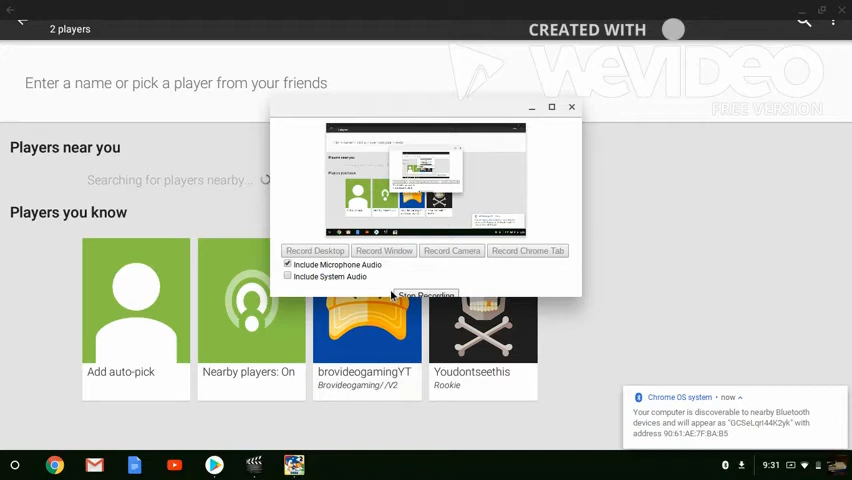 2 players
CREATED WITH
WEVIDEO
FREE VERSION
Enter a name or pick a player from your friends
Players near you
Searching for players nearby...
Players you know
Record Desktop
Record Window
Record Camera
Record Chrome Tab
Include Microphone Audio
Include System Audio
Stop Recording
Add auto-pick
Nearby players: On
brovideogamingYT
Brovideogaming/ /V2
Youdontseethis
Rookie
Chrome OS system • now
Your computer is discoverable to nearby Bluetooth
devices and will appear as "GCSeLqrI44K2yk" with
address 90:61:AE:7F:BA:B5
9:31